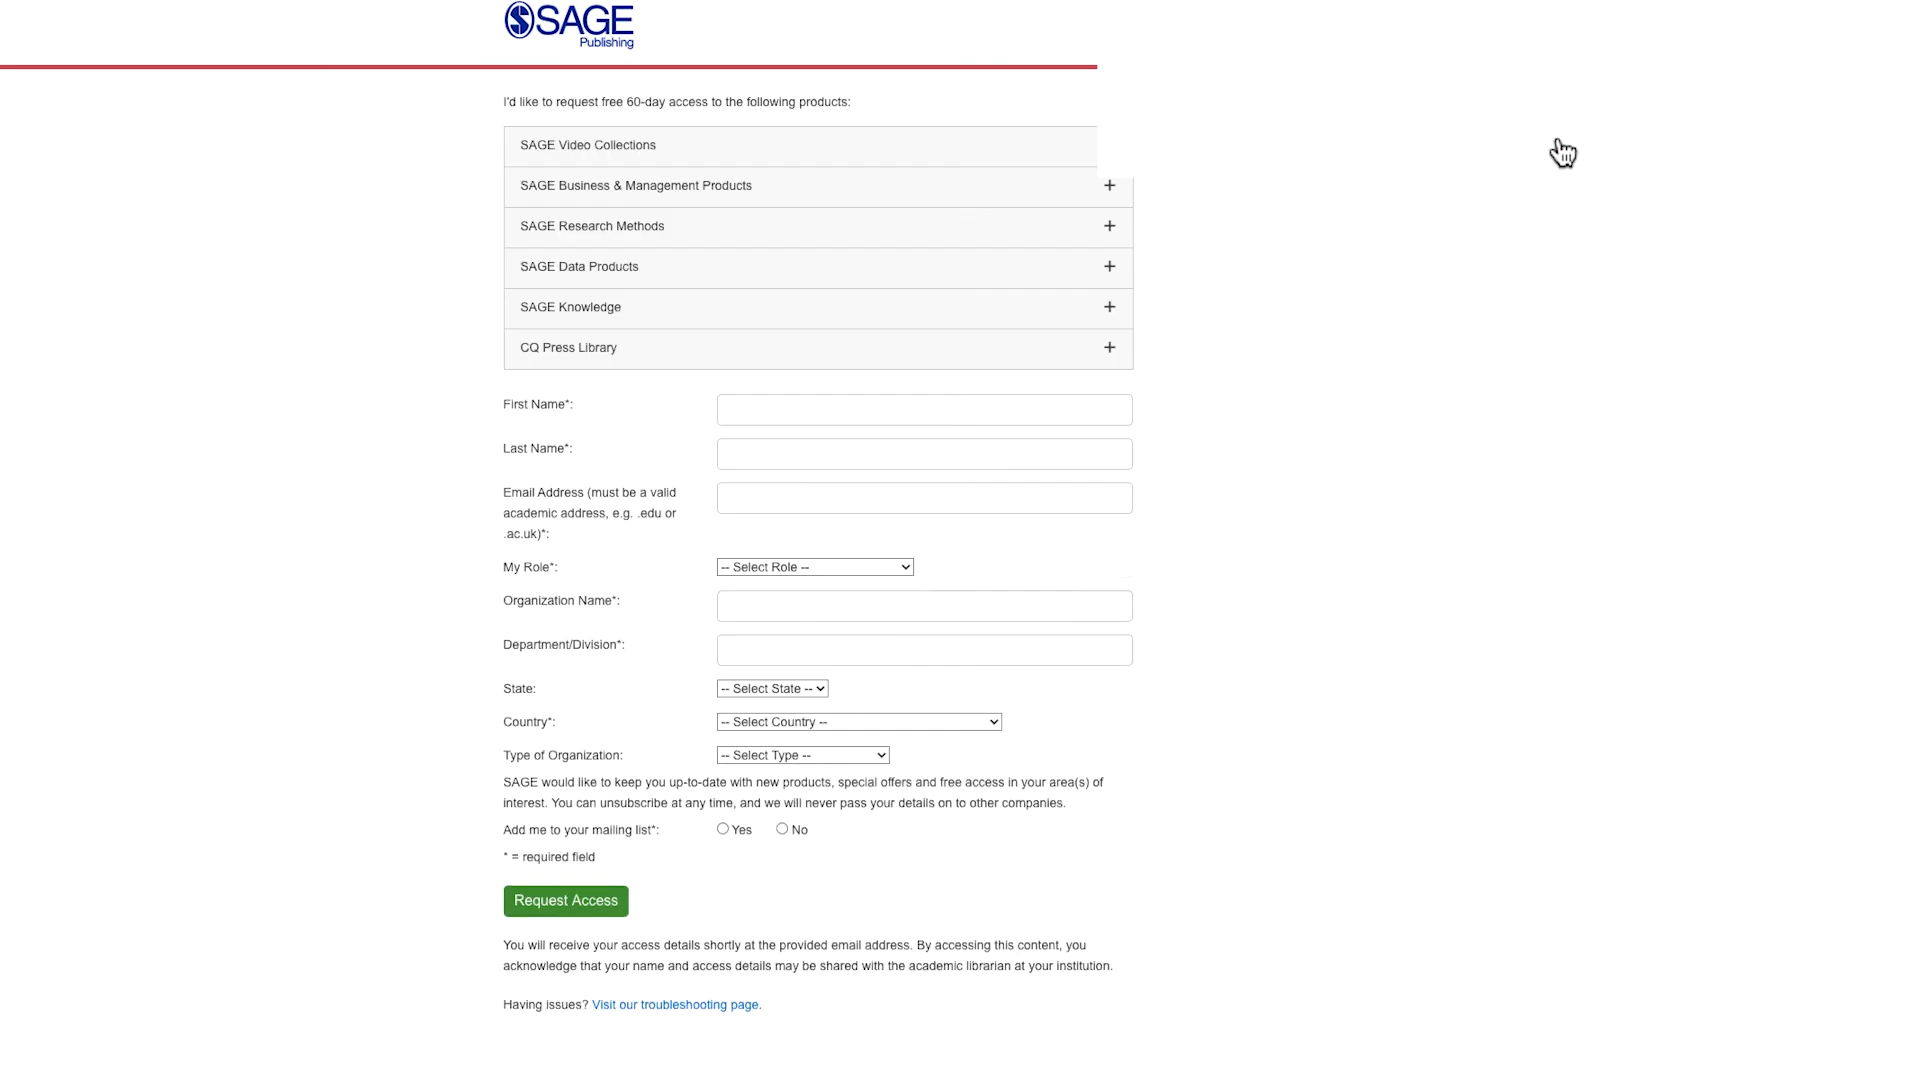 SAGE
Publishing
I'd like to request free 60-day access to the following products:
SAGE Video Collections
SAGE Business & Management Products +
SAGE Research Methods +
SAGE Data Products +
SAGE Knowledge +
CQ Press Library +
First Name*:
Last Name*:
Email Address (must be a valid
academic address, e.g. .edu or
.ac.uk)*:
My Role*: -- Select Role --
Organization Name*:
Department/Division*:
State: -- Select State --
Country*: -- Select Country --
Type of Organization: -- Select Type --
SAGE would like to keep you up-to-date with new products, special offers and free access in your area(s) of
interest. You can unsubscribe at any time, and we will never pass your details on to other companies.
Add me to your mailing list*: Yes No
* = required field
Request Access
You will receive your access details shortly at the provided email address. By accessing this content, you
acknowledge that your name and access details may be shared with the academic librarian at your institution.
Having issues? Visit our troubleshooting page.